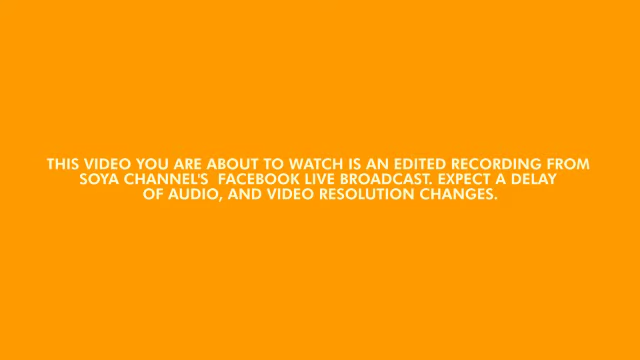 THIS VIDEO YOU ARE ABOUT TO WATCH IS AN EDITED RECORDING FROM
SOYA CHANNEL'S  FACEBOOK LIVE BROADCAST. EXPECT A DELAY
OF AUDIO, AND VIDEO RESOLUTION CHANGES.